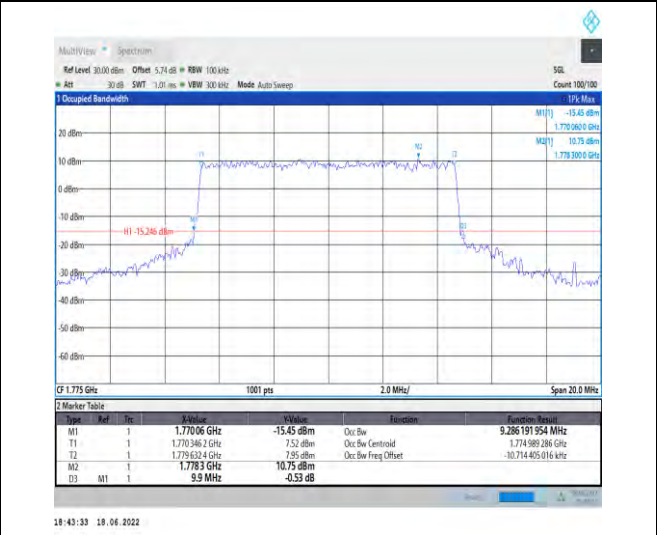 MultiView Spectrum
Ref Level 30.00 dBm Offset 5.74 dB RBW 100 kHz SGL
Att 30 dB SWT 1.01 ms VBW 300 kHz Mode Auto Sweep Count 100/100
1 Occupied Bandwidth 1Pk Max
M1[1] -15.45 dBm
1.770 060 0 GHz
M2[1] 10.75 dBm
1.778 300 0 GHz
20 dBm
M2
T1
10 dBm
0 dBm
-10 dBm
M1
H1 -15.246 dBm
D3
-20 dBm
-30 dBm
-40 dBm
-50 dBm
-60 dBm
CF 1.775 GHz 1001 pts 2.0 MHz/ Span 20.0 MHz
2 Marker Table
Type Ref Trc X-Value Y-Value Function Function Result
M1 1 1.770 06 GHz -15.45 dBm Occ Bw 9.286 191 954 MHz
T1 1 1.770 346 2 GHz 7.52 dBm Occ Bw Centroid 1.774 989 286 GHz
T2 1 1.779 632 4 GHz 7.95 dBm Occ Bw Freq Offset -10.714 405 016 kHz
M2 1 1.778 3 GHz 10.75 dBm
D3 M1 1 9.9 MHz -0.53 dB
18:43:33 18.06.2022